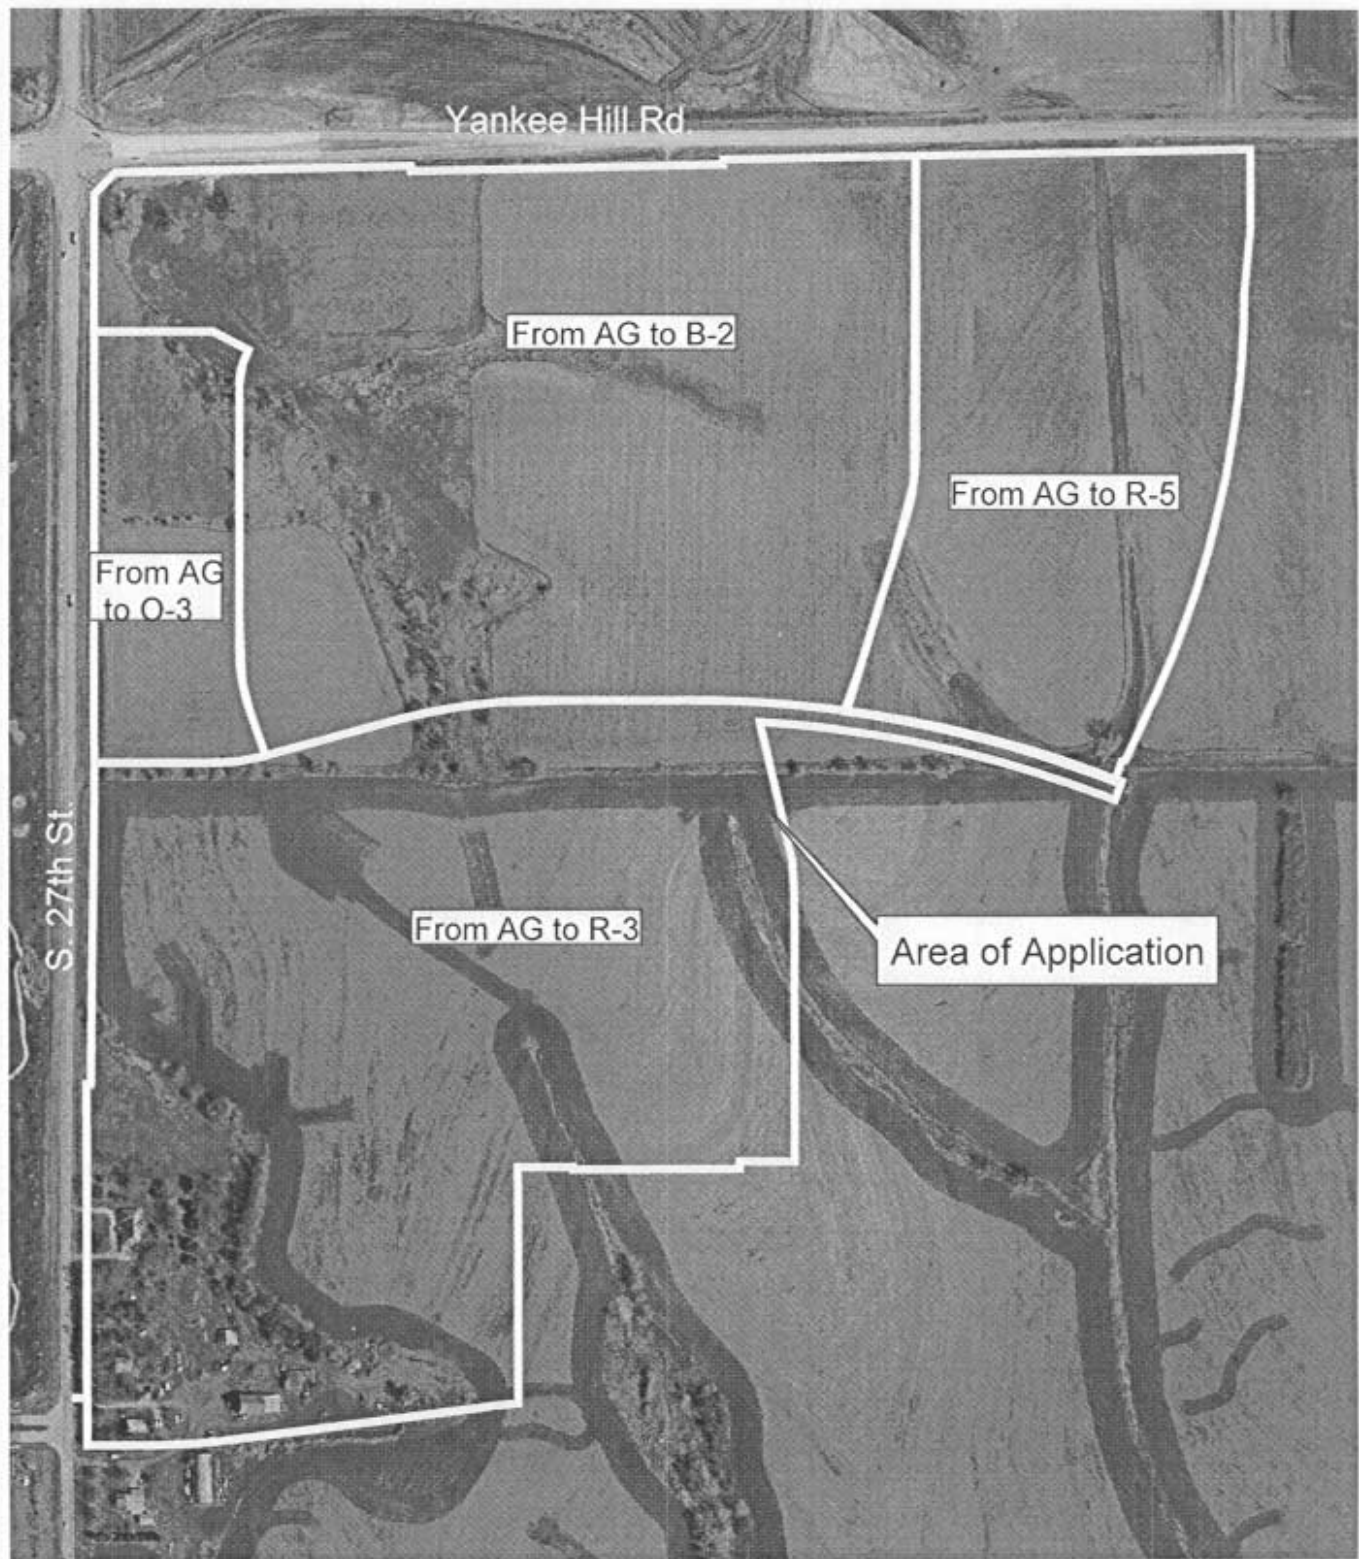 Yankee Hill Rd.
From AG to B-2
From AG to R-5
From AG
to O-3
S. 27th St.
From AG to R-3
Area of Application